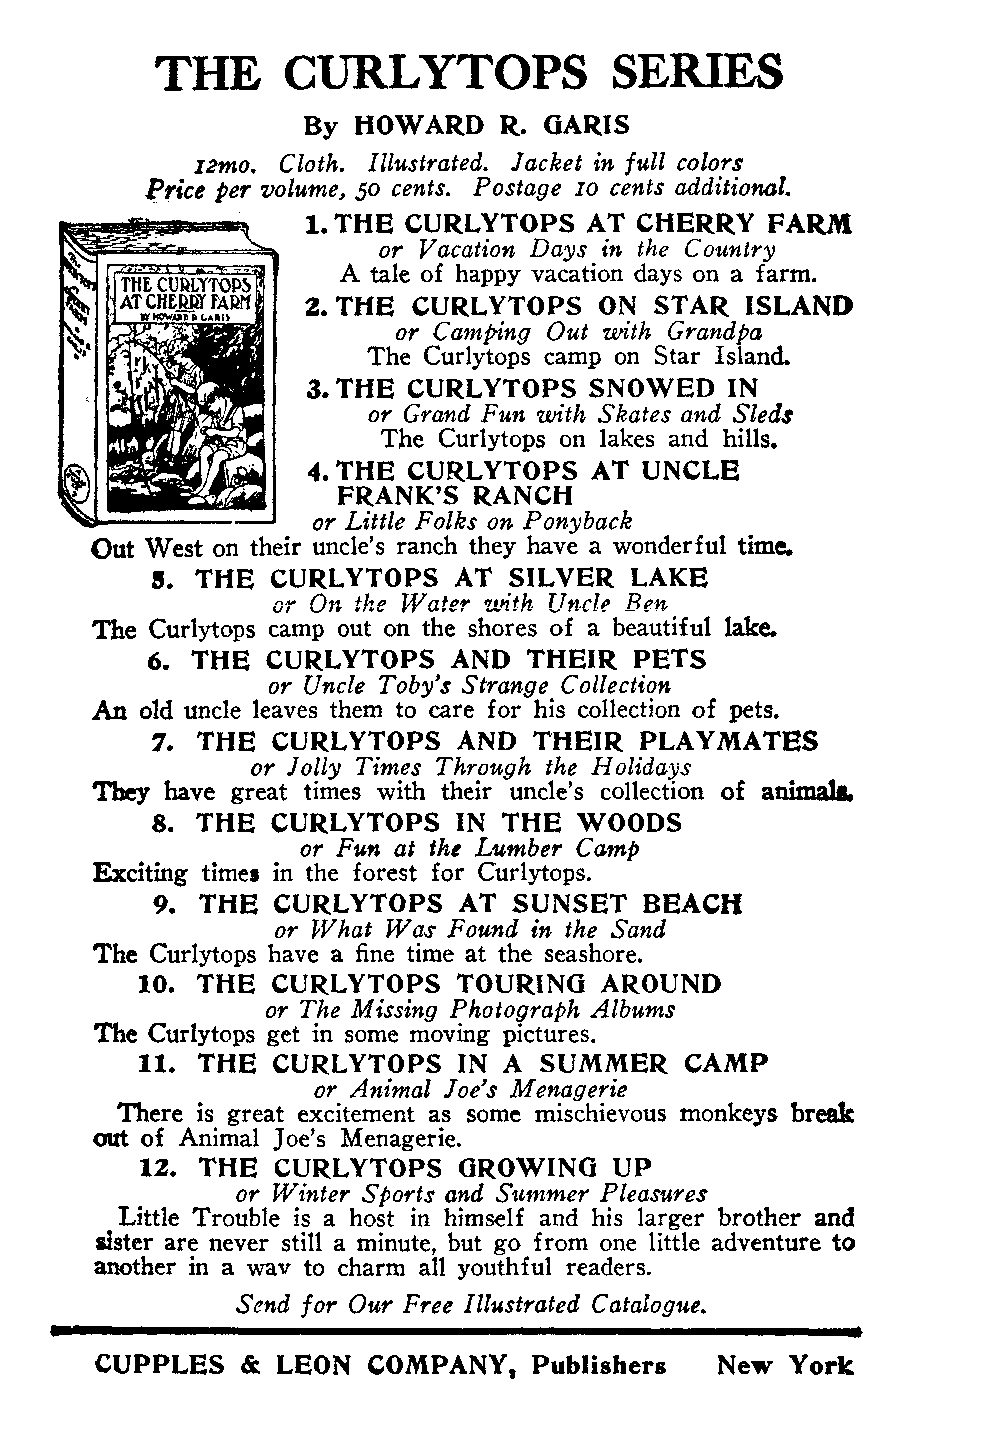 THE CURLYTOPS SERIES
By HOWARD R. GARIS
12mo. Cloth. Illustrated. Jacket in full colors
Price per volume, 50 cents. Postage 10 cents additional.
THE CURLYTOPS
AT CHERRY FARM
BY HOWARD R GARIS
1. THE CURLYTOPS AT CHERRY FARM
or Vacation Days in the Country
A tale of happy vacation days on a farm.
2. THE CURLYTOPS ON STAR ISLAND
or Camping Out with Grandpa
The Curlytops camp on Star Island.
3. THE CURLYTOPS SNOWED IN
or Grand Fun with Skates and Sleds
The Curlytops on lakes and hills.
4. THE CURLYTOPS AT UNCLE
FRANK'S RANCH
or Little Folks on Ponyback
Out West on their uncle's ranch they have a wonderful time.
5. THE CURLYTOPS AT SILVER LAKE
or On the Water with Uncle Ben
The Curlytops camp out on the shores of a beautiful lake.
6. THE CURLYTOPS AND THEIR PETS
or Uncle Toby's Strange Collection
An old uncle leaves them to care for his collection of pets.
7. THE CURLYTOPS AND THEIR PLAYMATES
or Jolly Times Through the Holidays
They have great times with their uncle's collection of animals.
8. THE CURLYTOPS IN THE WOODS
or Fun at the Lumber Camp
Exciting times in the forest for Curlytops.
9. THE CURLYTOPS AT SUNSET BEACH
or What Was Found in the Sand
The Curlytops have a fine time at the seashore.
10. THE CURLYTOPS TOURING AROUND
or The Missing Photograph Albums
The Curlytops get in some moving pictures.
11. THE CURLYTOPS IN A SUMMER CAMP
or Animal Joe's Menagerie
There is great excitement as some mischievous monkeys break
out of Animal Joe's Menagerie.
12. THE CURLYTOPS GROWING UP
or Winter Sports and Summer Pleasures
Little Trouble is a host in himself and his larger brother and
sister are never still a minute, but go from one little adventure to
another in a way to charm all youthful readers.
Send for Our Free Illustrated Catalogue.
CUPPLES & LEON COMPANY, Publishers New York